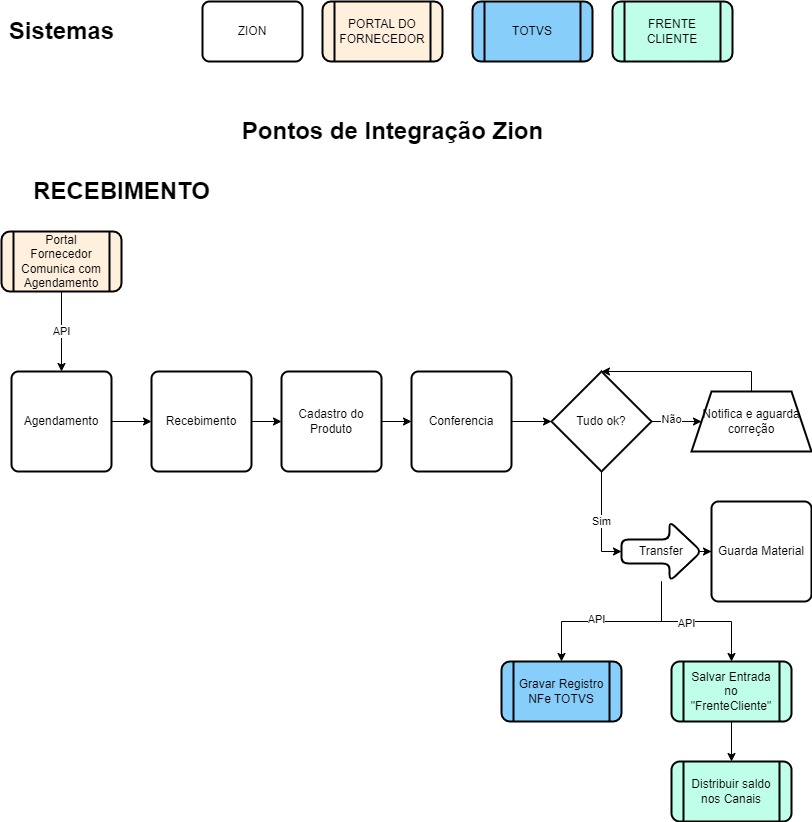 Sistemas
ZION
PORTAL DO
FORNECEDOR
TOTVS
FRENTE
CLIENTE
Pontos de Integração Zion
RECEBIMENTO
Portal
Fornecedor
Comunica com
Agendamento
API
Agendamento
Recebimento
Cadastro do
Produto
Conferencia
Tudo ok?
Não
Notifica e aguarda
correção
Sim
Transfer
Guarda Material
API
API
Gravar Registro
NFe TOTVS
Salvar Entrada
no
"FrenteCliente"
Distribuir saldo
nos Canais